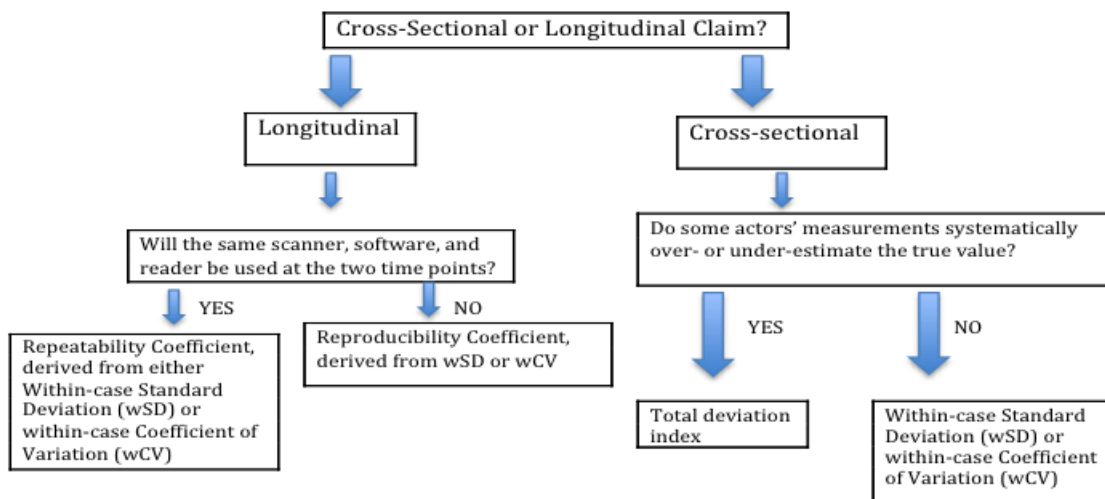 Cross-Sectional or Longitudinal Claim?
Longitudinal
Cross-sectional
Will the same scanner, software, and
reader be used at the two time points?
Do some actors’ measurements systematically
over- or under-estimate the true value?
YES
NO
YES
NO
Repeatability Coefficient,
derived from either
Within-case Standard
Deviation (wSD) or
within-case Coefficient of
Variation (wCV)
Reproducibility Coefficient,
derived from wSD or wCV
Total deviation
index
Within-case Standard
Deviation (wSD) or
within-case Coefficient
of Variation (wCV)